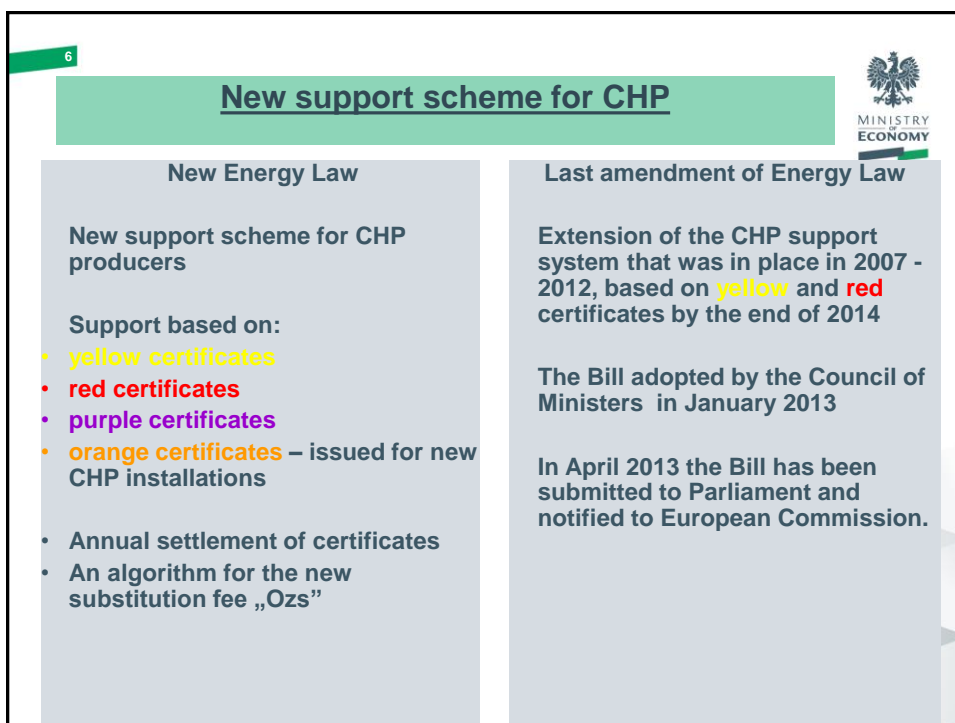 6
New support scheme for CHP
MINISTRY
OF
ECONOMY
New Energy Law
New support scheme for CHP
producers
Support based on:
• yellow certificates
• red certificates
• purple certificates
• orange certificates – issued for new
CHP installations
• Annual settlement of certificates
• An algorithm for the new
substitution fee „Ozs”
Last amendment of Energy Law
Extension of the CHP support
system that was in place in 2007 -
2012, based on yellow and red
certificates by the end of 2014
The Bill adopted by the Council of
Ministers in January 2013
In April 2013 the Bill has been
submitted to Parliament and
notified to European Commission.